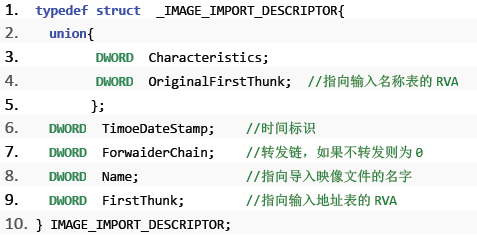 1. typedef struct _IMAGE_IMPORT_DESCRIPTOR{
2. union{
3. DWORD Characteristics;
4. DWORD OriginalFirstThunk; //指向输入名称表的 RVA
5. };
6. DWORD TimoeDateStamp; //时间标识
7. DWORD ForwaiderChain; //转发链，如果不转发则为 0
8. DWORD Name; //指向导入映像文件的名字
9. DWORD FirstThunk; //指向输入地址表的 RVA
10. } IMAGE_IMPORT_DESCRIPTOR;